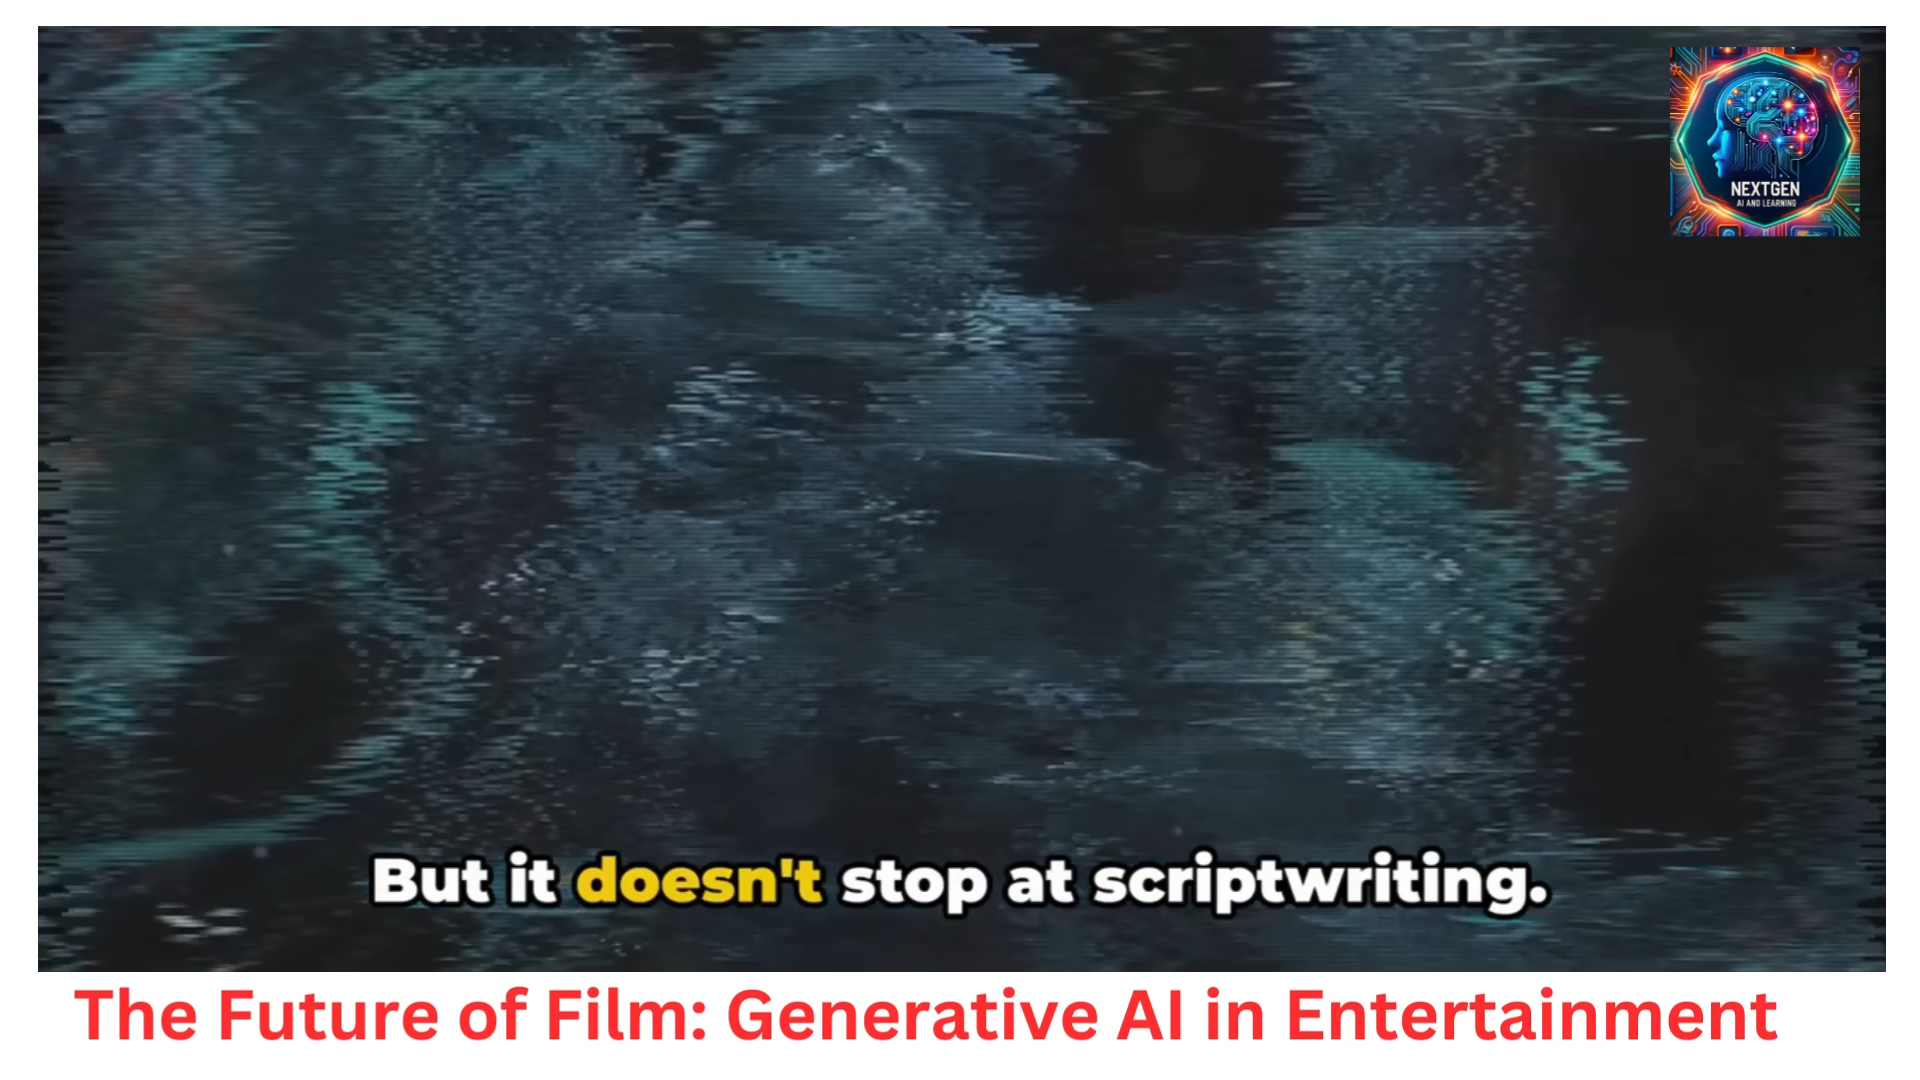 NEXTGEN
AI AND LEARNING
But it doesn't stop at scriptwriting.
The Future of Film: Generative AI in Entertainment